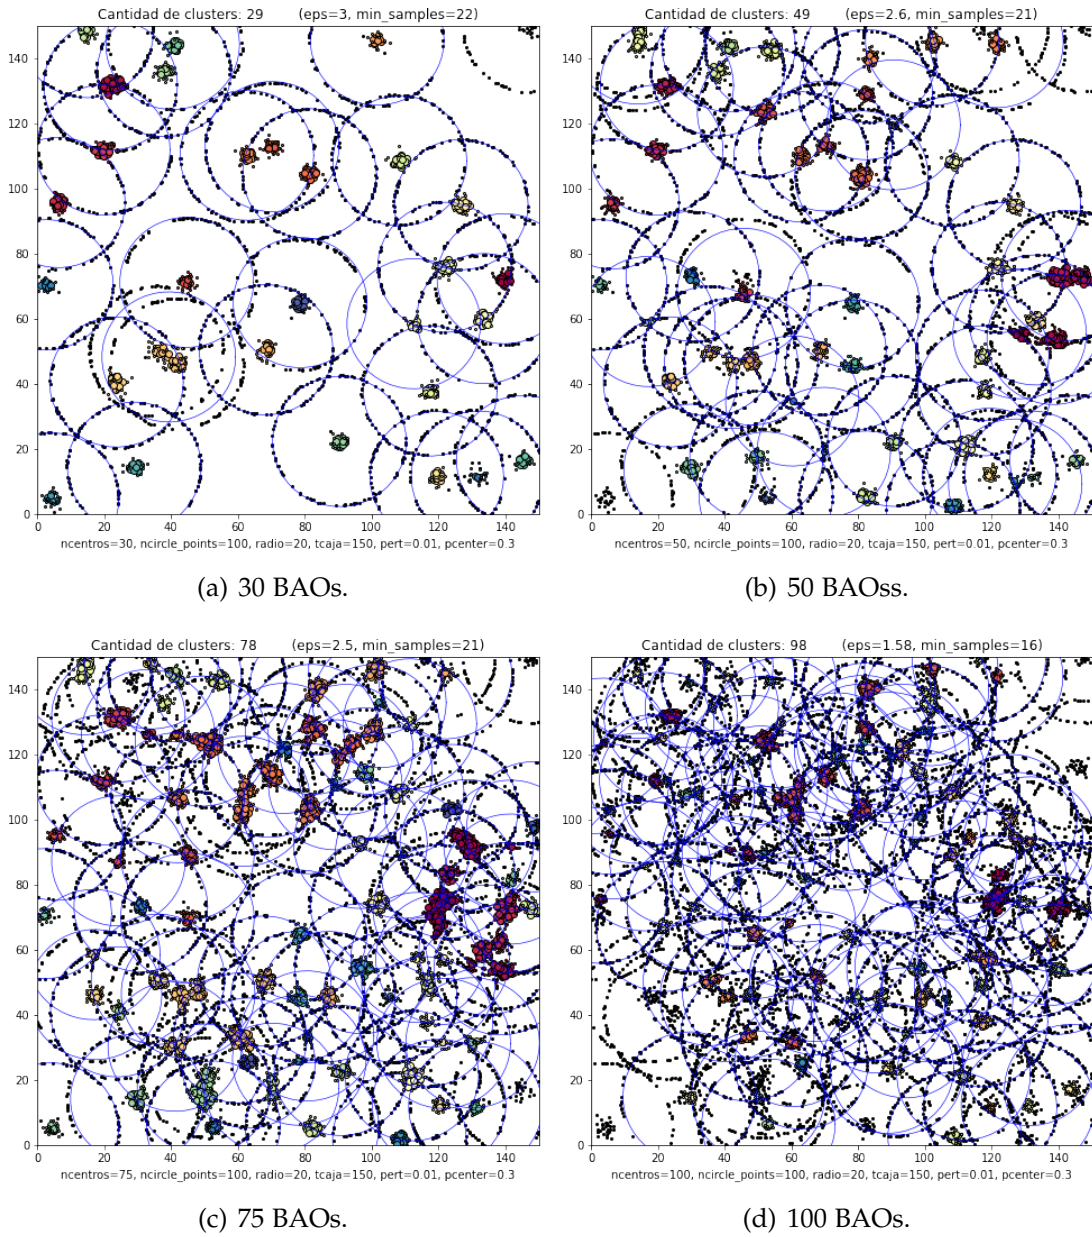 Cantidad de clusters: 29 (eps=3, min_samples=22)
140
120
100
80
60
40
20
0
0 20 40 60 80 100 120 140
ncentros=30, ncircle_points=100, radio=20, tcaja=150, pert=0.01, pcenter=0.3
(a) 30 BAOs.
Cantidad de clusters: 49 (eps=2.6, min_samples=21)
140
120
100
80
60
40
20
0
0 20 40 60 80 100 120 140
ncentros=50, ncircle_points=100, radio=20, tcaja=150, pert=0.01, pcenter=0.3
(b) 50 BAOss.
Cantidad de clusters: 78 (eps=2.5, min_samples=21)
140
120
100
80
60
40
20
0
0 20 40 60 80 100 120 140
ncentros=75, ncircle_points=100, radio=20, tcaja=150, pert=0.01, pcenter=0.3
(c) 75 BAOs.
Cantidad de clusters: 98 (eps=1.58, min_samples=16)
140
120
100
80
60
40
20
0
0 20 40 60 80 100 120 140
ncentros=100, ncircle_points=100, radio=20, tcaja=150, pert=0.01, pcenter=0.3
(d) 100 BAOs.